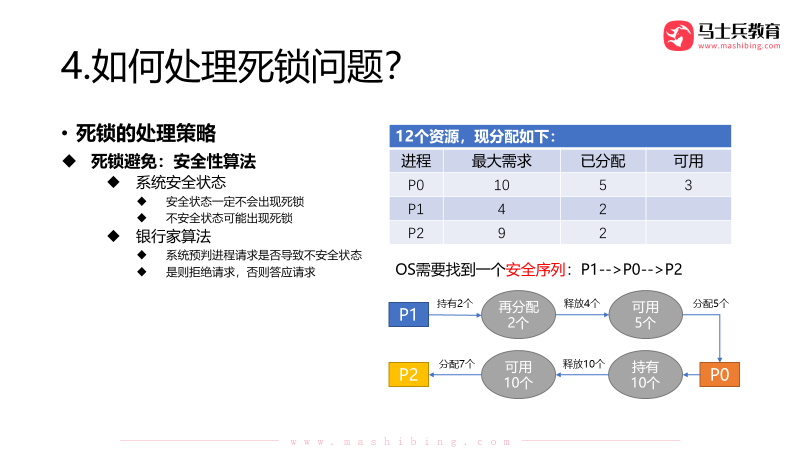 马士兵教育
www.mashibing.com
4.如何处理死锁问题?
• 死锁的处理策略
◆ 死锁避免：安全性算法
◆ 系统安全状态
◆ 安全状态一定不会出现死锁
◆ 不安全状态可能出现死锁
◆ 银行家算法
◆ 系统预判进程请求是否导致不安全状态
◆ 是则拒绝请求，否则答应请求
12个资源，现分配如下：
进程 最大需求 已分配 可用
P0 10 5 3
P1 4 2
P2 9 2
OS需要找到一个安全序列：P1-->P0-->P2
P1 持有2个 再分配 2个 释放4个 可用 5个 分配5个
P2 分配7个 可用 10个 释放10个 持有 10个 P0
www.mashibing.com